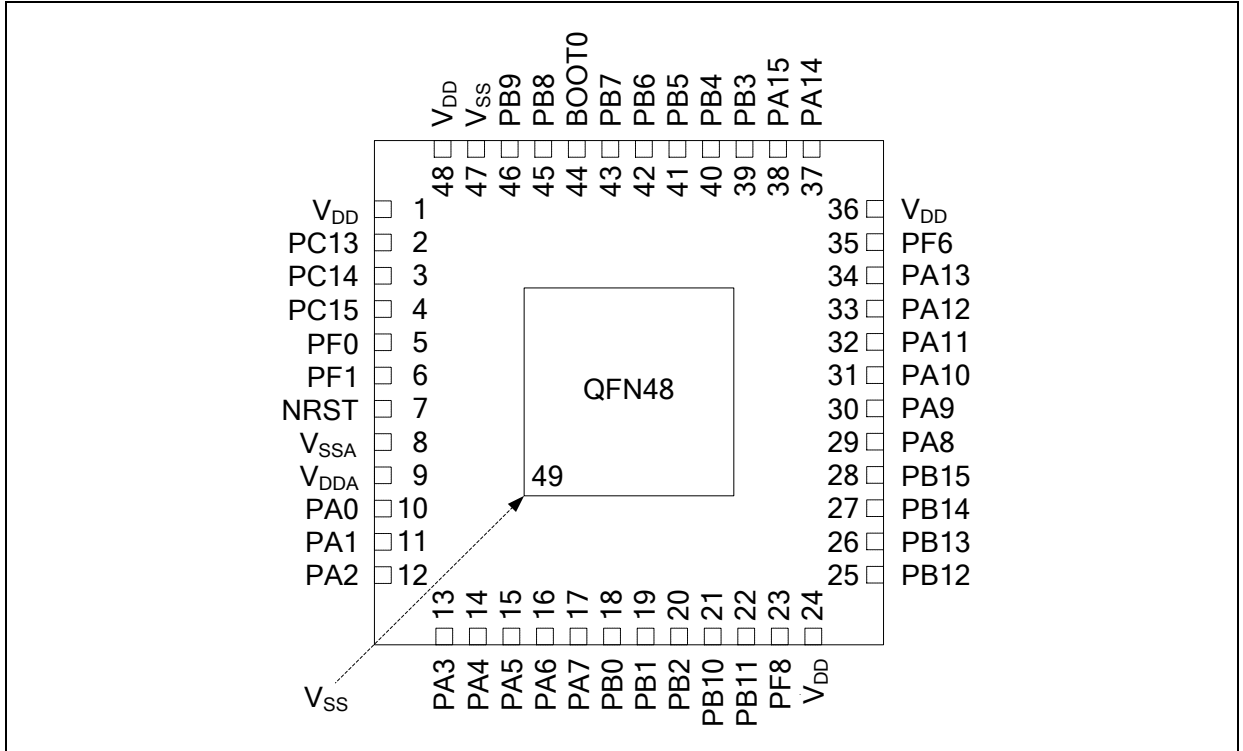 VDD
VSS
PB9
PB8
BOOT0
PB7
PB6
PB5
PB4
PB3
PA15
PA14
48 47 46 45 44 43 42 41 40 39 38 37
VDD 1 36 VDD
PC13 2 35 PF6
PC14 3 34 PA13
PC15 4 33 PA12
PF0 5 32 PA11
PF1 6 31 PA10
QFN48
NRST 7 30 PA9
VSSA 8 29 PA8
VDDA 9 49 28 PB15
PA0 10 27 PB14
PA1 11 26 PB13
PA2 12 25 PB12
13 14 15 16 17 18 19 20 21 22 23 24
PA3
PA4
PA5
PA6
PA7
PB0
PB1
PB2
PB10
PB11
PF8
VDD
VSS